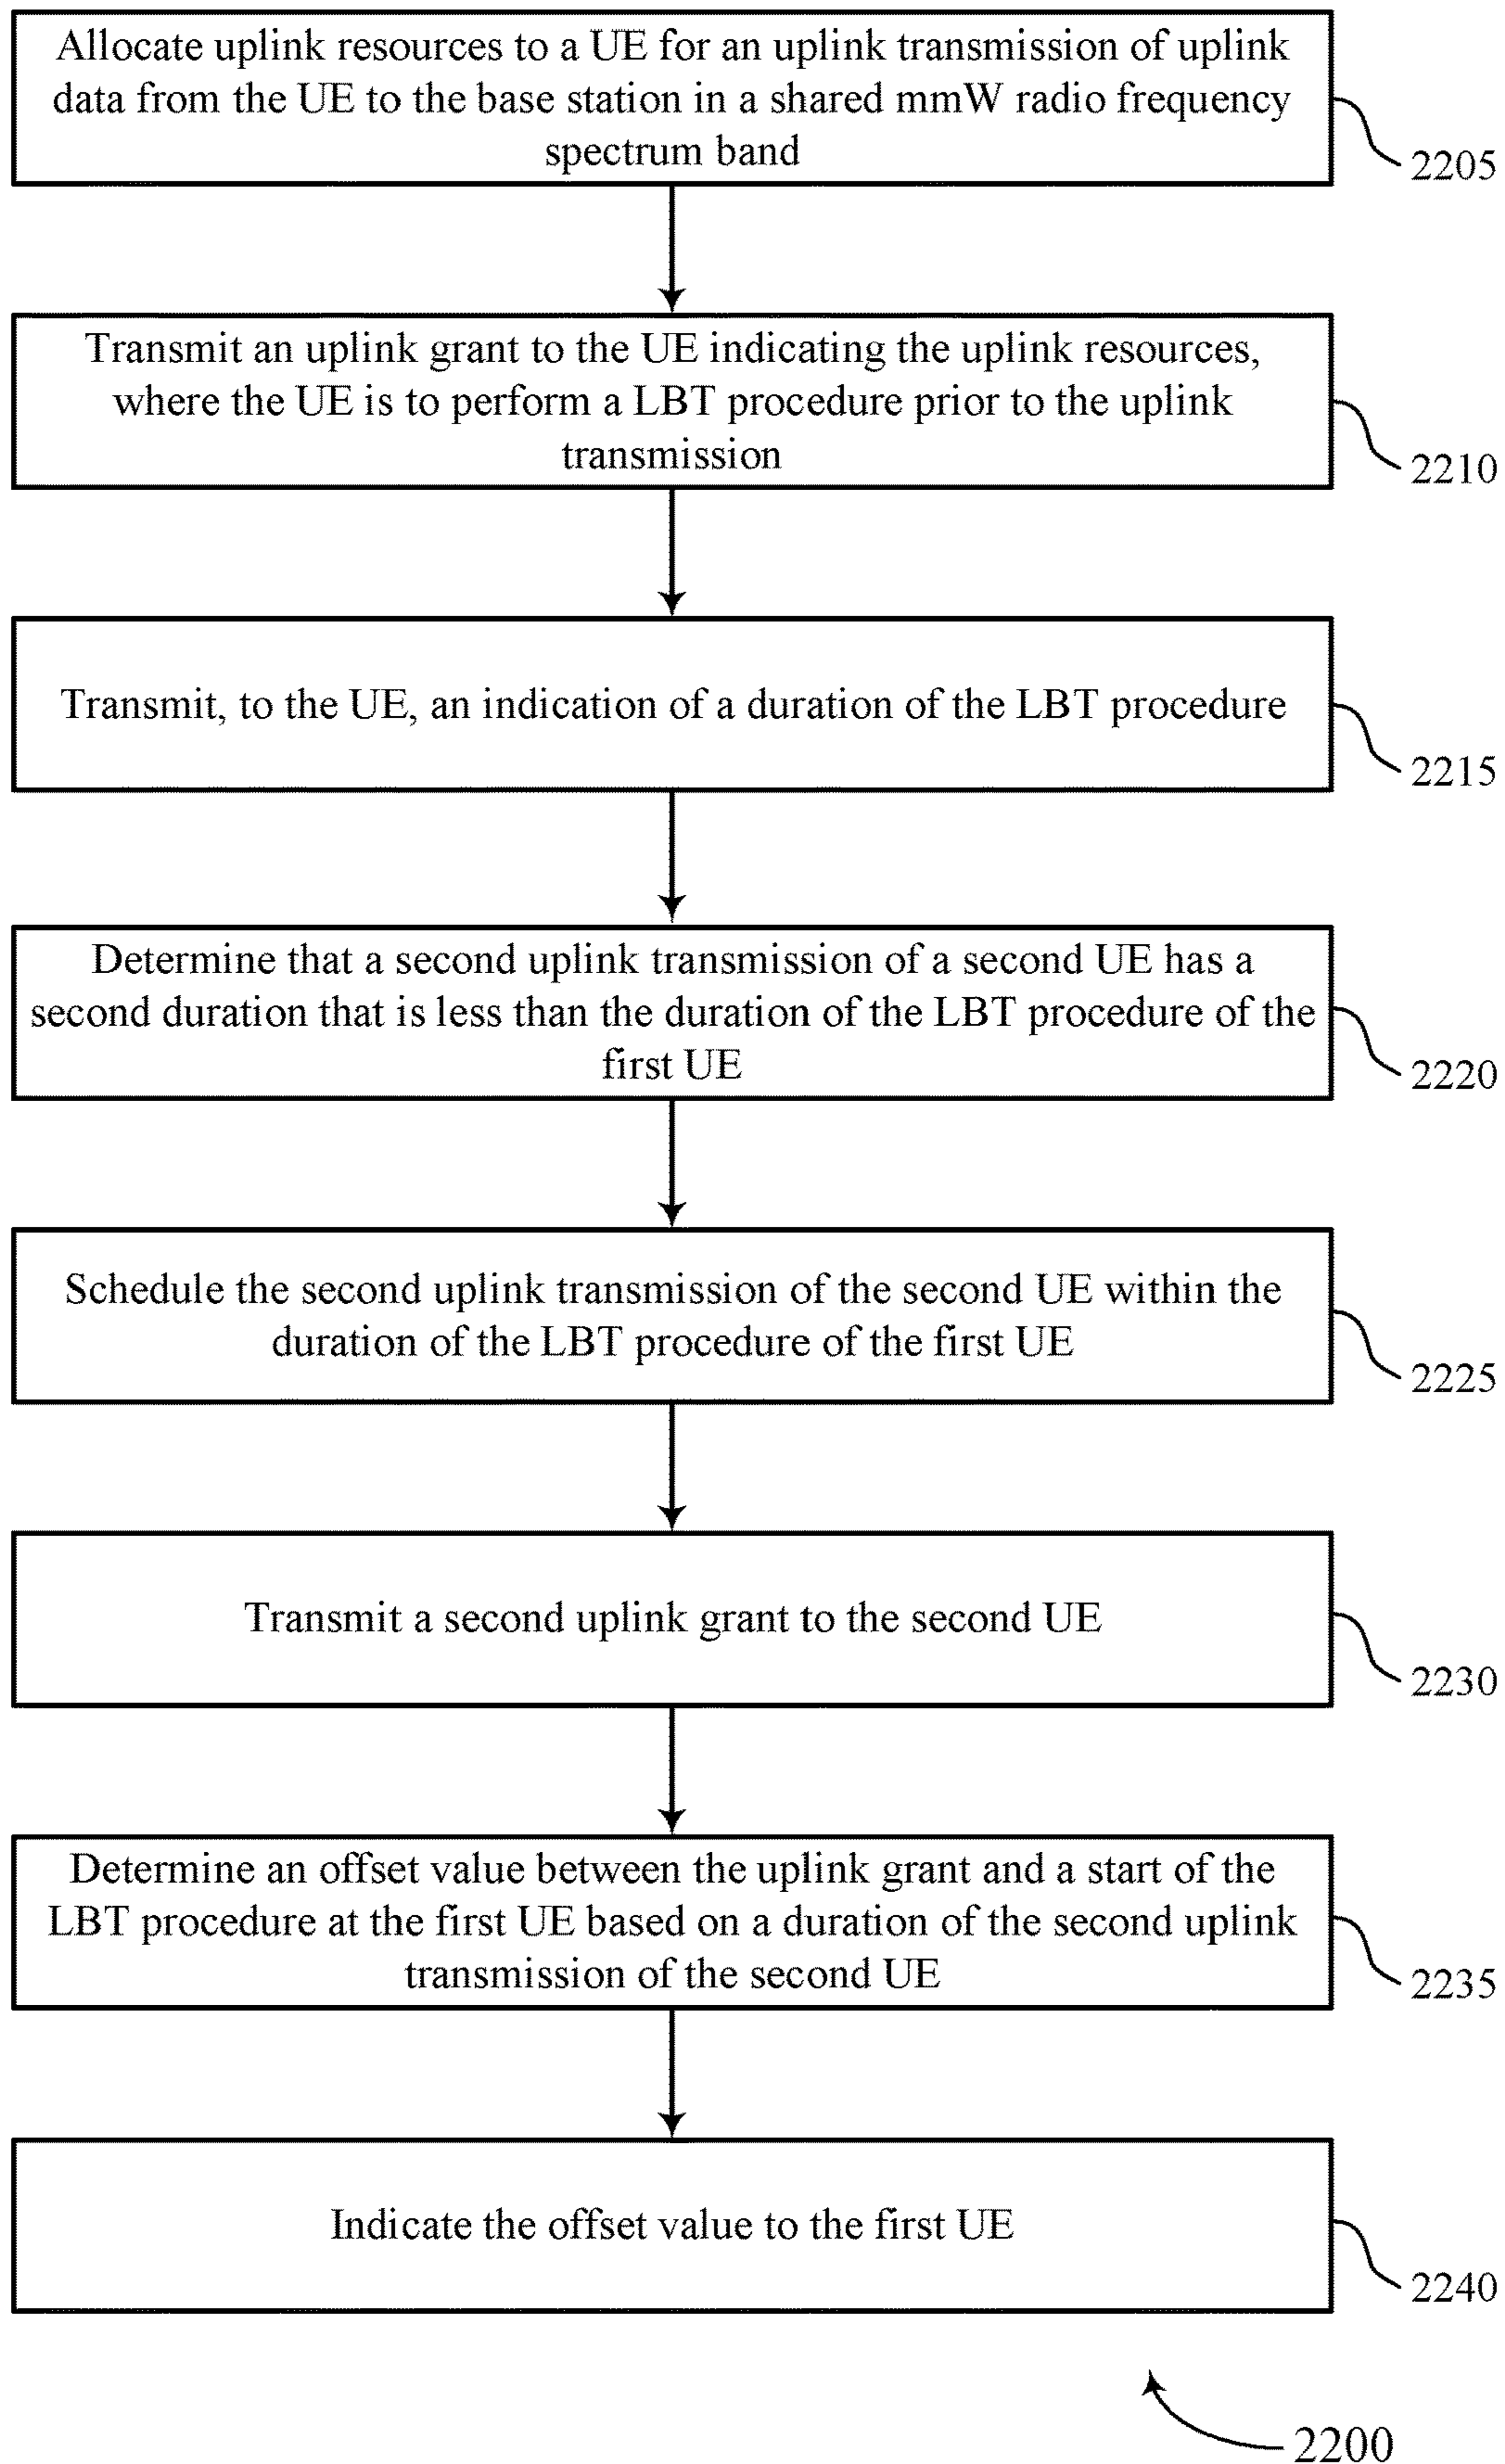 Allocate uplink resources to a UE for an uplink transmission of uplink
data from the UE to the base station in a shared mmW radio frequency
spectrum band
2205
Transmit an uplink grant to the UE indicating the uplink resources,
where the UE is to perform a LBT procedure prior to the uplink
transmission
2210
Transmit, to the UE, an indication of a duration of the LBT procedure
2215
Determine that a second uplink transmission of a second UE has a
second duration that is less than the duration of the LBT procedure of the
first UE
2220
Schedule the second uplink transmission of the second UE within the
duration of the LBT procedure of the first UE
2225
Transmit a second uplink grant to the second UE
2230
Determine an offset value between the uplink grant and a start of the
LBT procedure at the first UE based on a duration of the second uplink
transmission of the second UE
2235
Indicate the offset value to the first UE
2240
2200